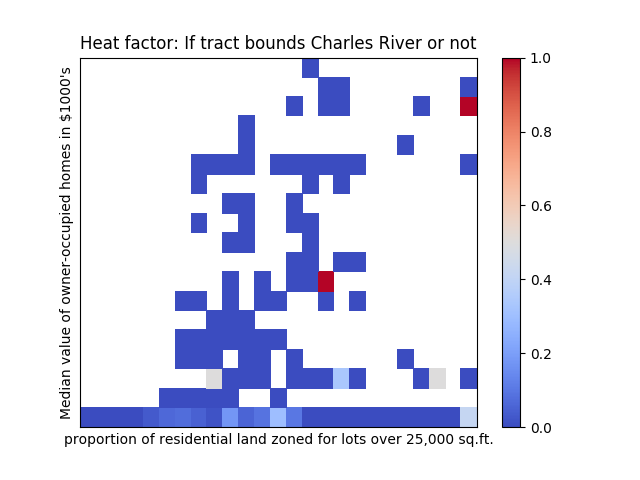 Heat factor: If tract bounds Charles River or not
Median value of owner-occupied homes in $1000's
proportion of residential land zoned for lots over 25,000 sq.ft.
1.0
0.8
0.6
0.4
0.2
0.0